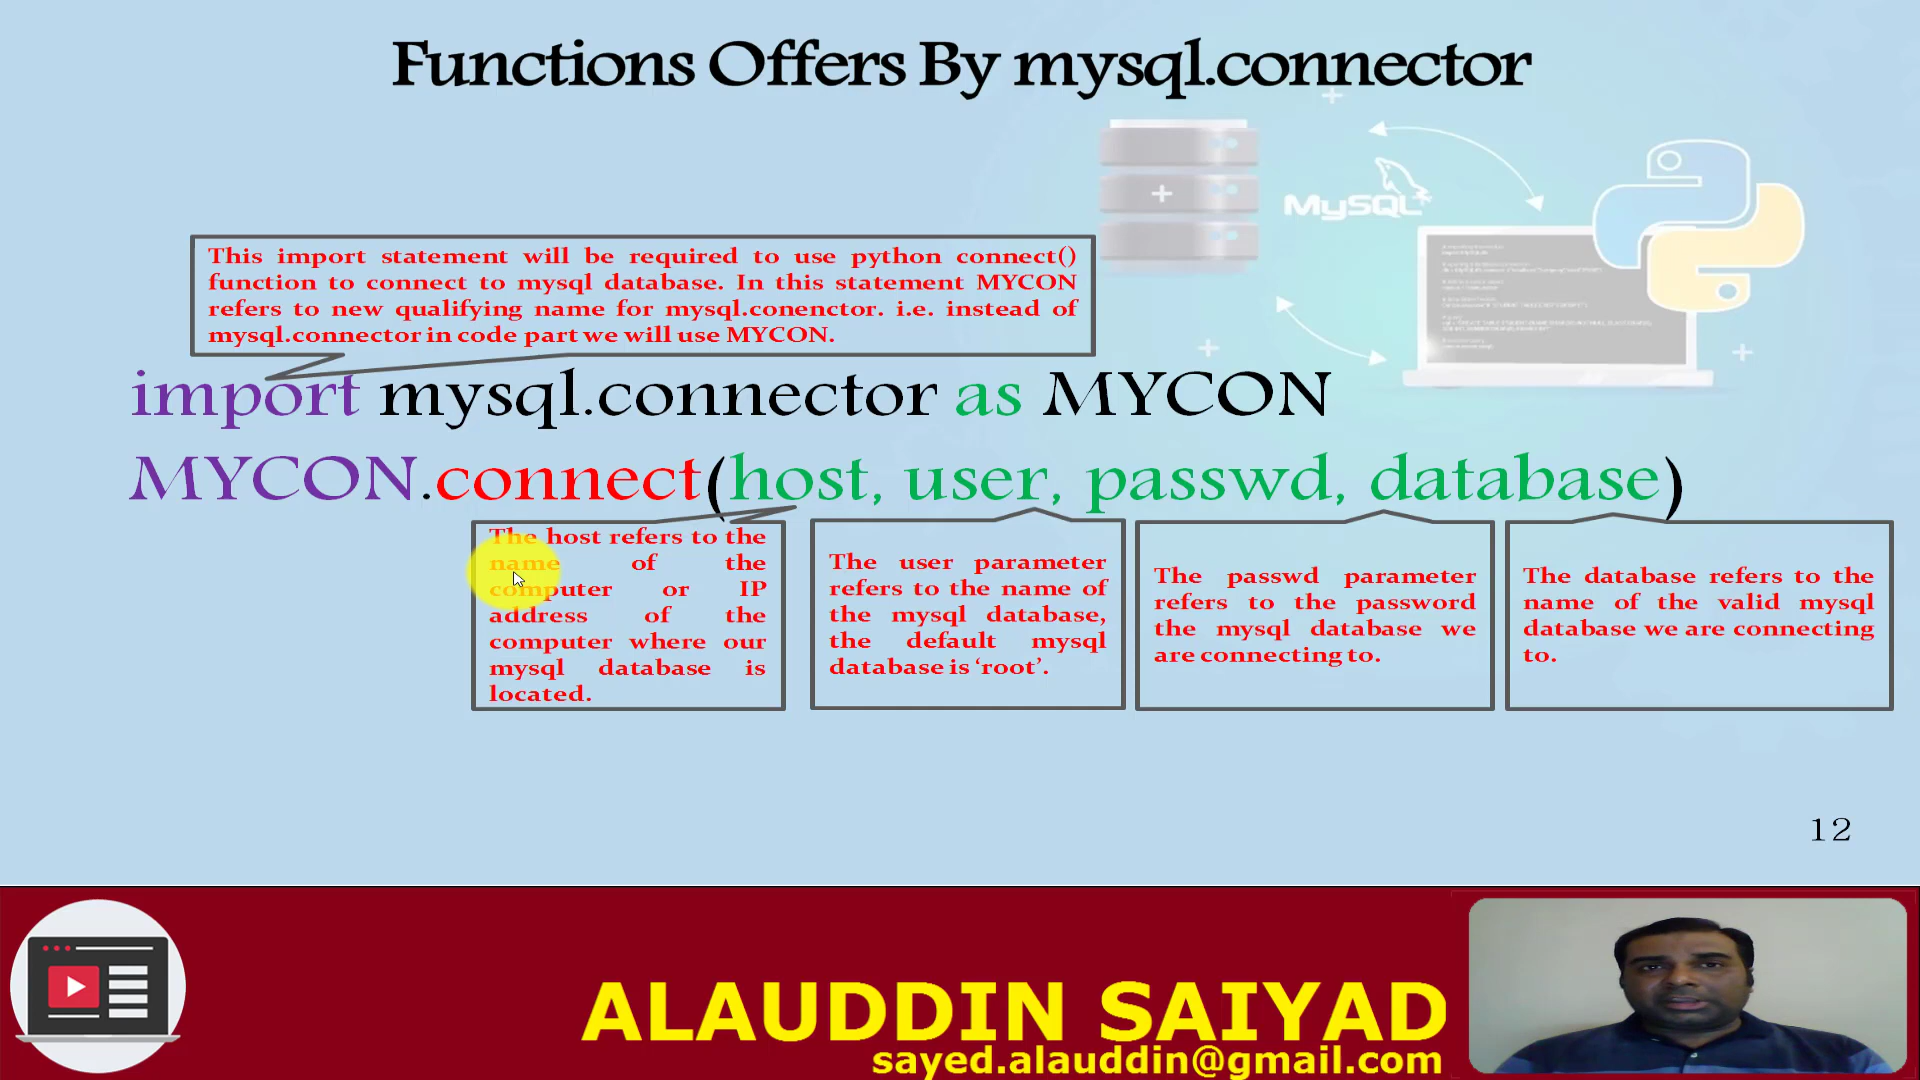 Functions Offers By mysql.connector
MySQL
This import statement will be required to use python connect()
function to connect to mysql database. In this statement MYCON
refers to new qualifying name for mysql.conenctor. i.e. instead of
mysql.connector in code part we will use MYCON.
import mysql.connector as MYCON
MYCON.connect(host, user, passwd, database)
The host refers to the
name of the
computer or IP
address of the
computer where our
mysql database is
located.
The user parameter
refers to the name of
the mysql database,
the default mysql
database is ‘root’.
The passwd parameter
refers to the password
the mysql database we
are connecting to.
The database refers to the
name of the valid mysql
database we are connecting
to.
12
ALAUDDIN SAIYAD
sayed.alauddin@gmail.com